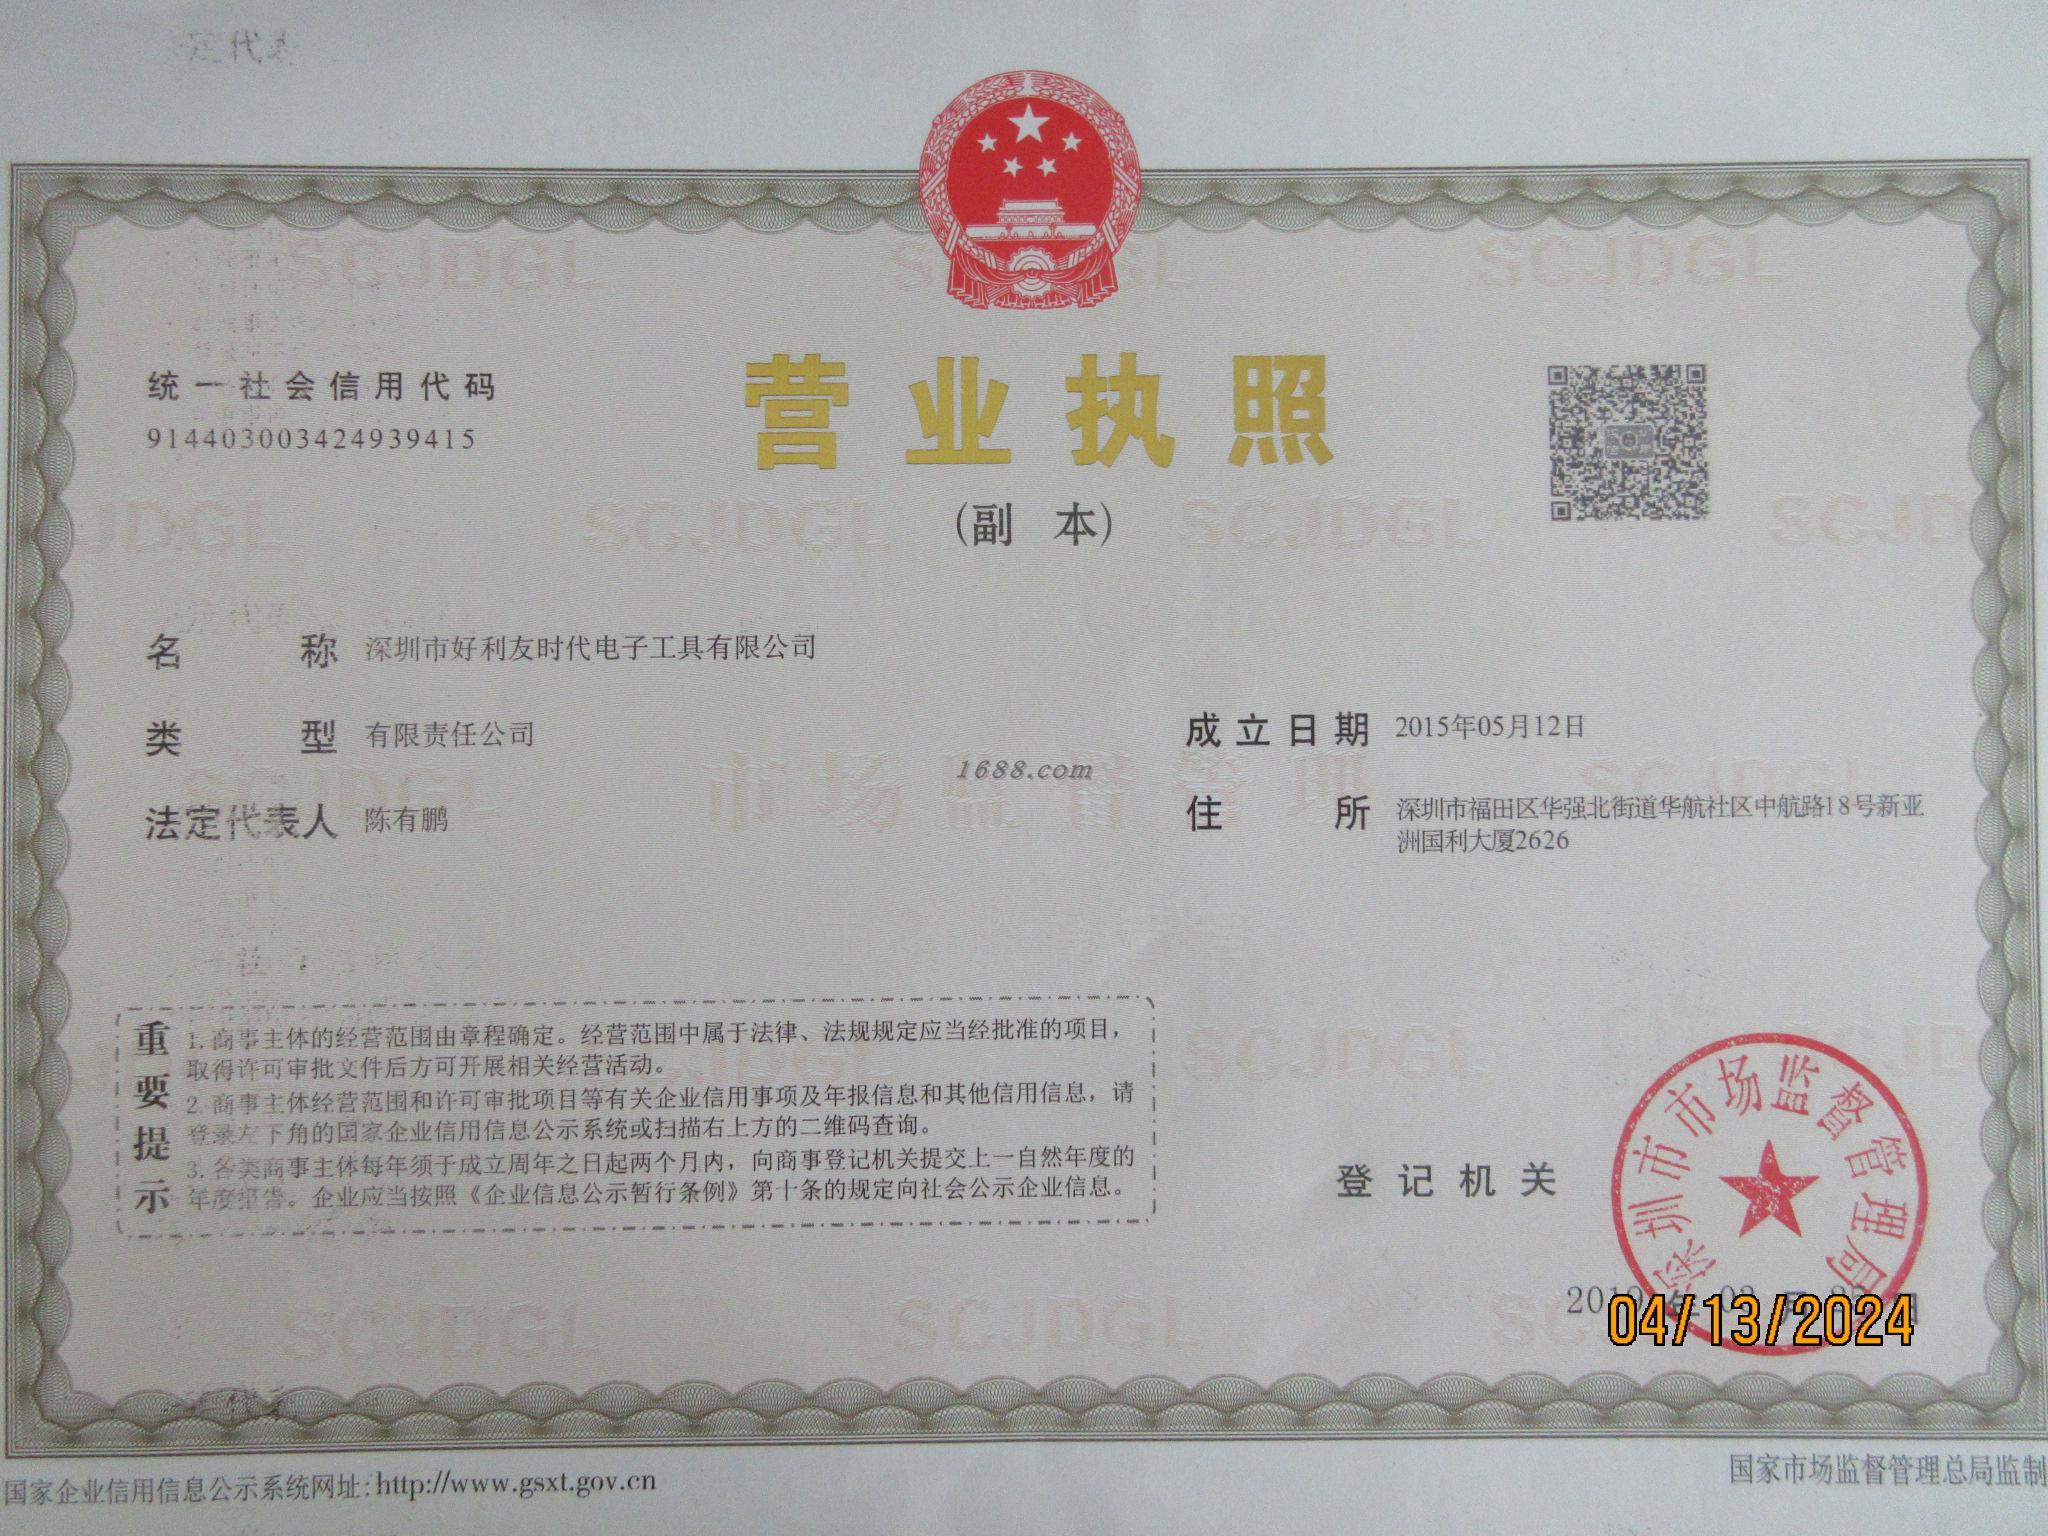 统一社会信用代码
914403003424939415
营业执照
(副 本)
名 称 深圳市好利友时代电子工具有限公司
类 型 有限责任公司
法定代表人 陈有鹏
成立日期 2015年05月12日
住 所 深圳市福田区华强北街道华航社区中航路18号新亚
洲国利大厦2626
1688.com
重要提示
1. 商事主体的经营范围由章程确定。经营范围中属于法律、法规规定应当经批准的项目，
取得许可审批文件后方可开展相关经营活动。
2. 商事主体经营范围和许可审批项目等有关企业信用事项及年报信息和其他信用信息，请
登录左下角的国家企业信用信息公示系统或扫描右上方的二维码查询。
3. 各类商事主体每年须于成立周年之日起两个月内，向商事登记机关提交上一自然年度的
年度报告。企业应当按照《企业信息公示暂行条例》第十条的规定向社会公示企业信息。
登记机关
深圳市市场监督管理局
年 月 日
04/13/2024
国家企业信用信息公示系统网址:http://www.gsxt.gov.cn
国家市场监督管理总局监制
SCJDGL